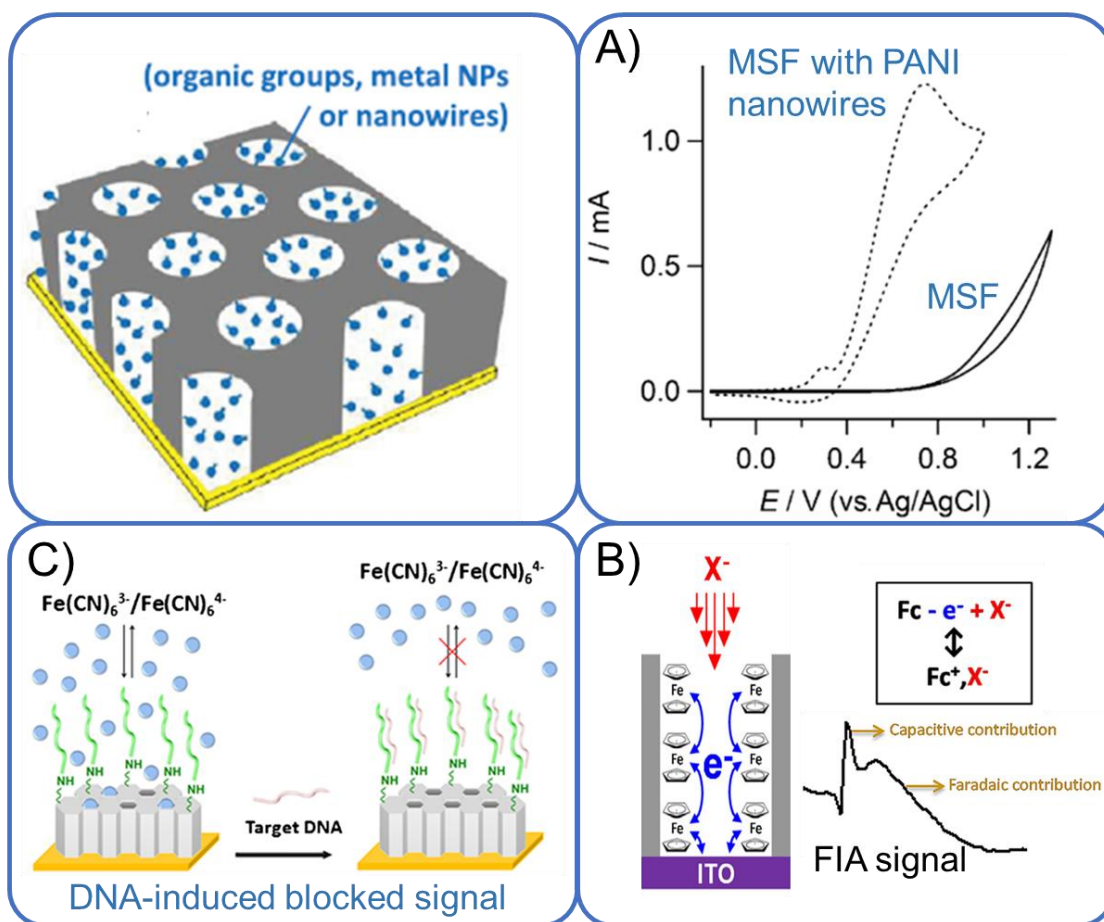 (organic groups, metal NPs
or nanowires)
A)
MSF with PANI
nanowires
1.0
0.5
0.0
I / mA
MSF
0.0 0.4 0.8 1.2
E / V (vs. Ag/AgCl)
C)
Fe(CN)₆³⁻/Fe(CN)₆⁴⁻
Fe(CN)₆³⁻/Fe(CN)₆⁴⁻
NH NH NH NH NH
NH NH NH NH NH
Target DNA
DNA-induced blocked signal
B)
X⁻
Fe Fe
Fe Fe
Fe Fe
e⁻
ITO
Fc - e⁻ + X⁻
Fc⁺,X⁻
Capacitive contribution
Faradaic contribution
FIA signal